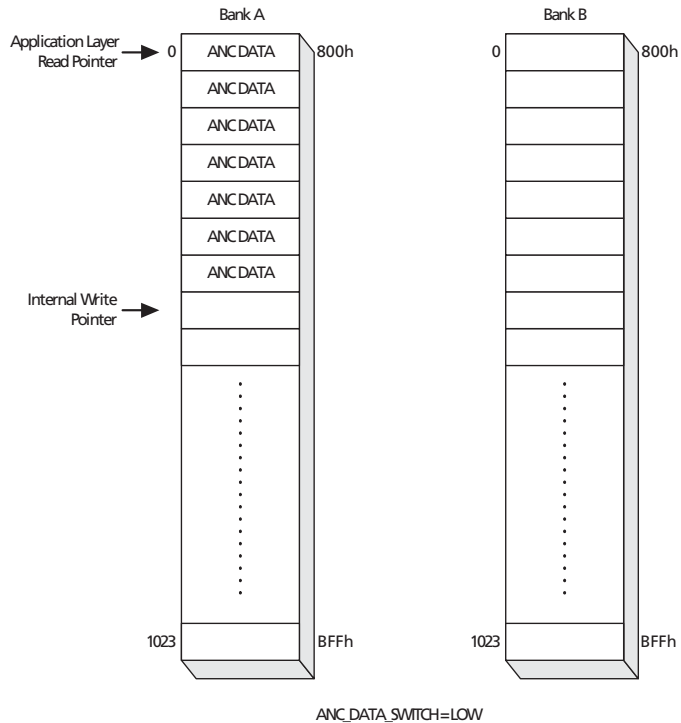 Bank A
Bank B
Application Layer
Read Pointer
0
ANC DATA
800h
0
800h
ANC DATA
ANC DATA
ANC DATA
ANC DATA
ANC DATA
ANC DATA
Internal Write
Pointer
1023
BFFh
1023
BFFh
ANC_DATA_SWITCH = LOW